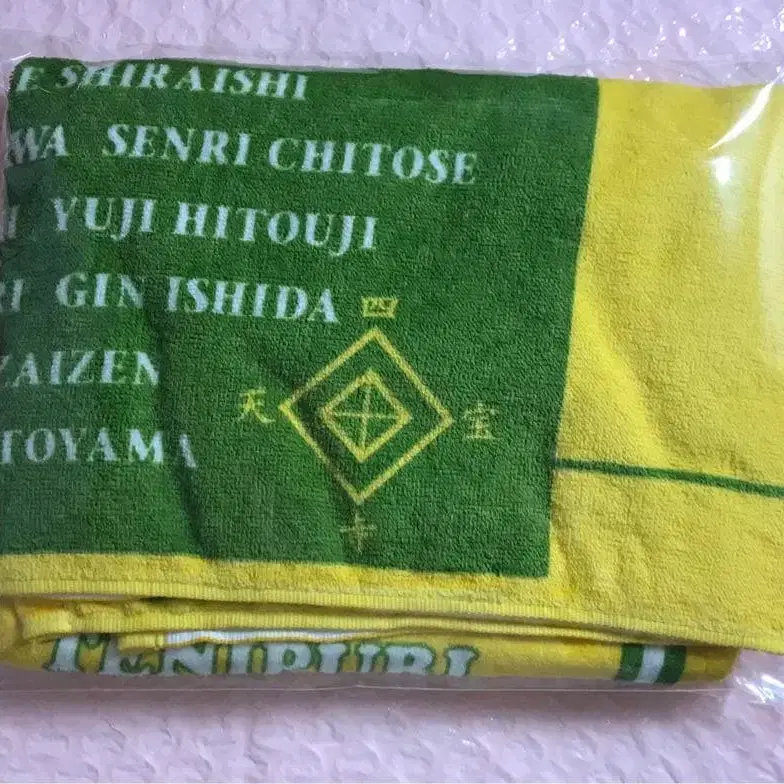 E SHIRAISHI
WA SENRI CHITOSE
I YUJI HITOUJI
RI GIN ISHIDA
四
ZAIZEN
天 宝
TOYAMA
寺
TENIPURI